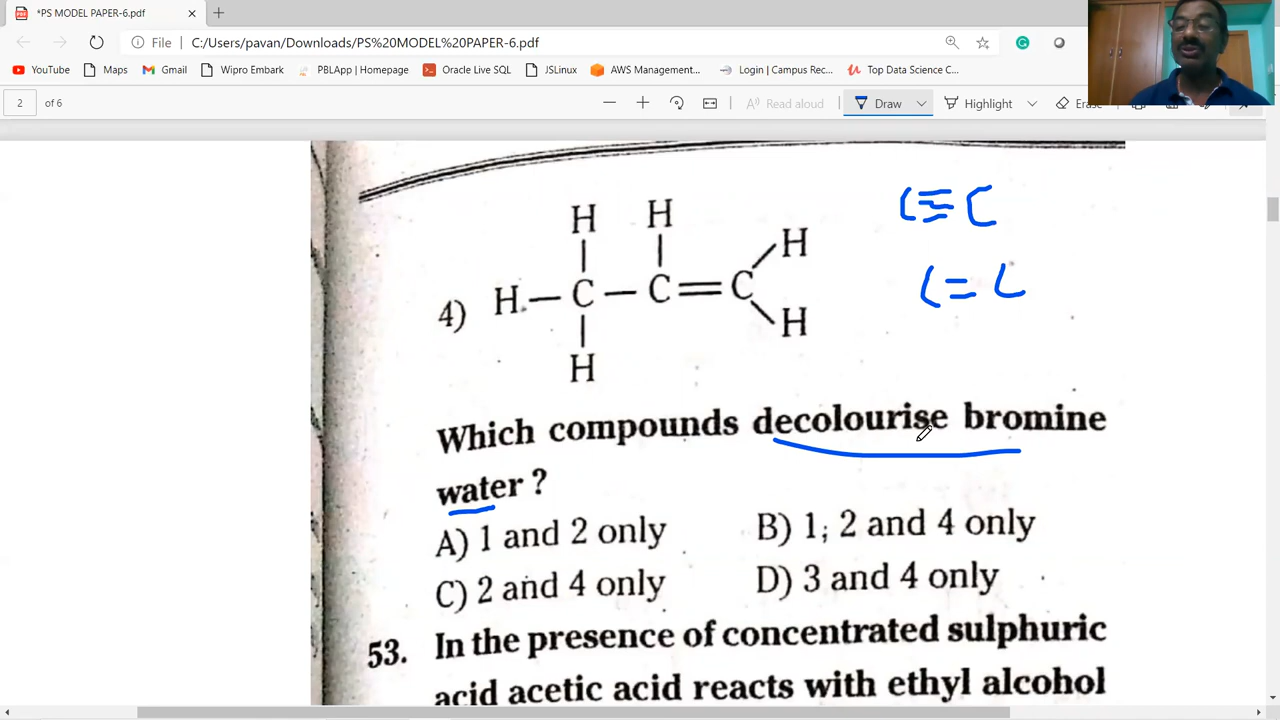 *PS MODEL PAPER-6.pdf
File C:/Users/pavan/Downloads/PS%20MODEL%20PAPER-6.pdf
YouTube Maps Gmail Wipro Embark PBLApp | Homepage Oracle Live SQL JSLinux AWS Management... Login | Campus Rec... Top Data Science C...
2 of 6 Read aloud Draw Highlight Erase
H H
C≡C
H
4) H – C – C = C
C=C
H
H
Which compounds decolourise bromine
water ?
A) 1 and 2 only B) 1, 2 and 4 only
C) 2 and 4 only D) 3 and 4 only
53. In the presence of concentrated sulphuric
acid acetic acid reacts with ethyl alcohol